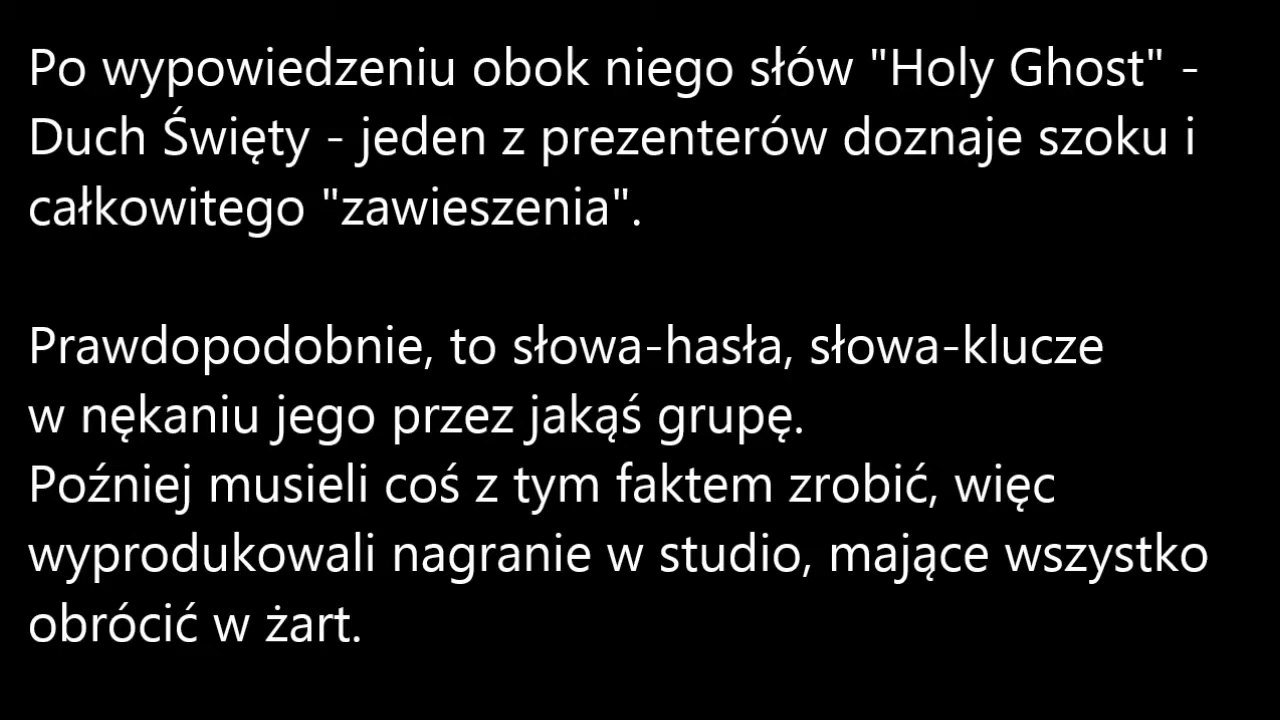 Po wypowiedzeniu obok niego słów "Holy Ghost" -
Duch Święty - jeden z prezenterów doznaje szoku i
całkowitego "zawieszenia".
Prawdopodobnie, to słowa-hasła, słowa-klucze
w nękaniu jego przez jakąś grupę.
Poźniej musieli coś z tym faktem zrobić, więc
wyprodukowali nagranie w studio, mające wszystko
obrócić w żart.